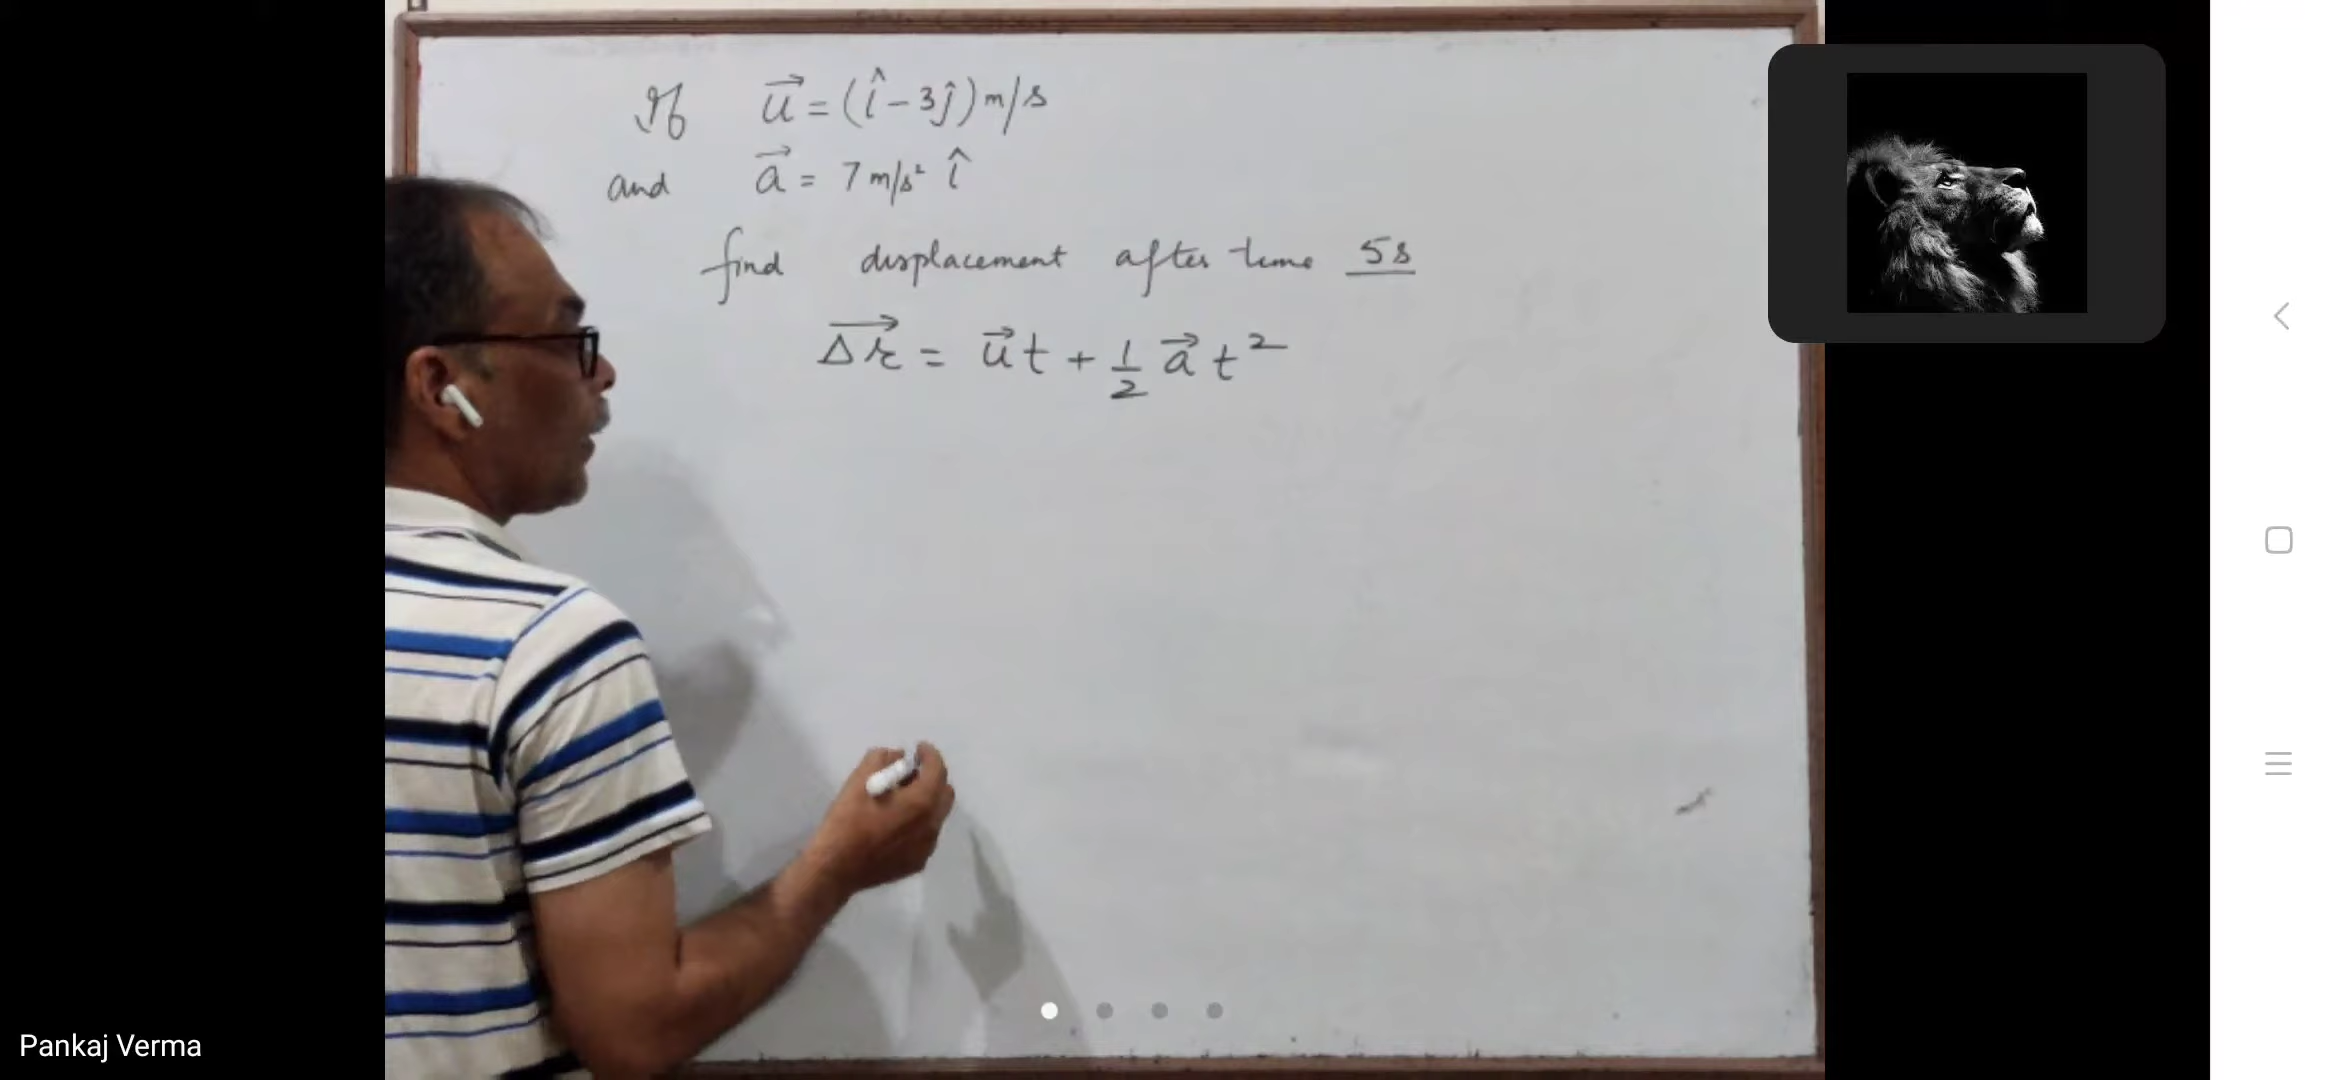 If u⃗ = (î - 3ĵ) m/s
and a⃗ = 7 m/s² î
find displacement after time 5s
Δr⃗ = u⃗t + 1/2 a⃗ t²
Pankaj Verma